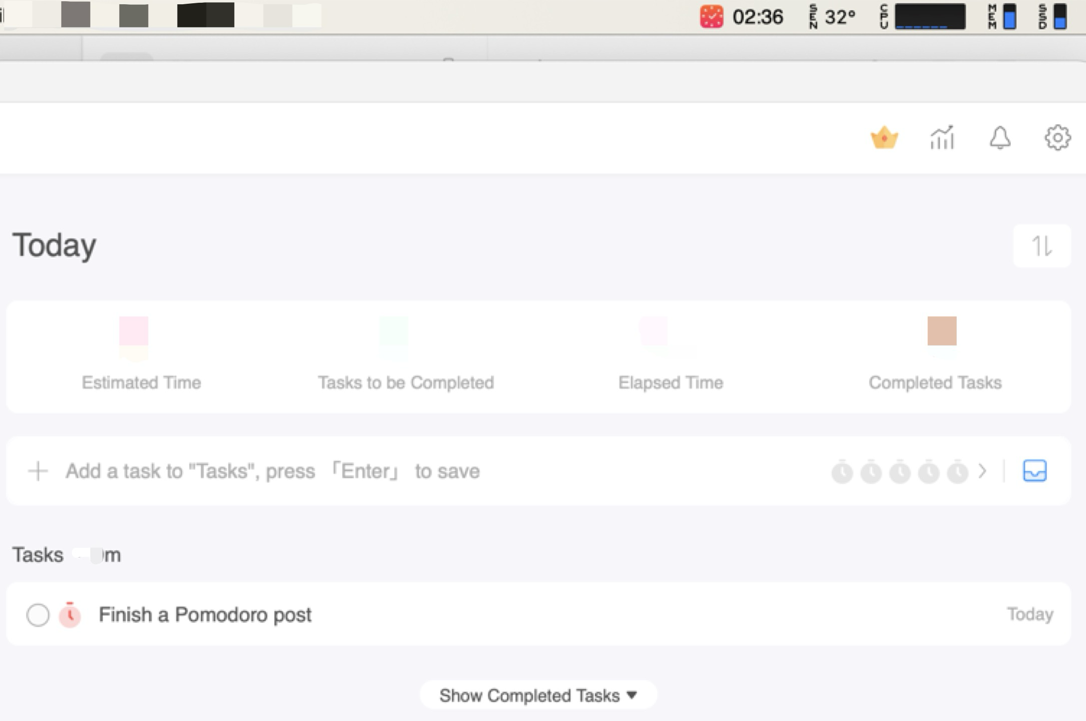 02:36 SEN 32° CPU MEM SSD
Today
Estimated Time Tasks to be Completed Elapsed Time Completed Tasks
Add a task to "Tasks", press 「Enter」 to save
Tasks m
Finish a Pomodoro post Today
Show Completed Tasks ▼